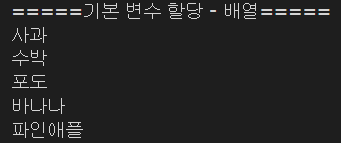 =====기본 변수 할당 - 배열=====
사과
수박
포도
바나나
파인애플